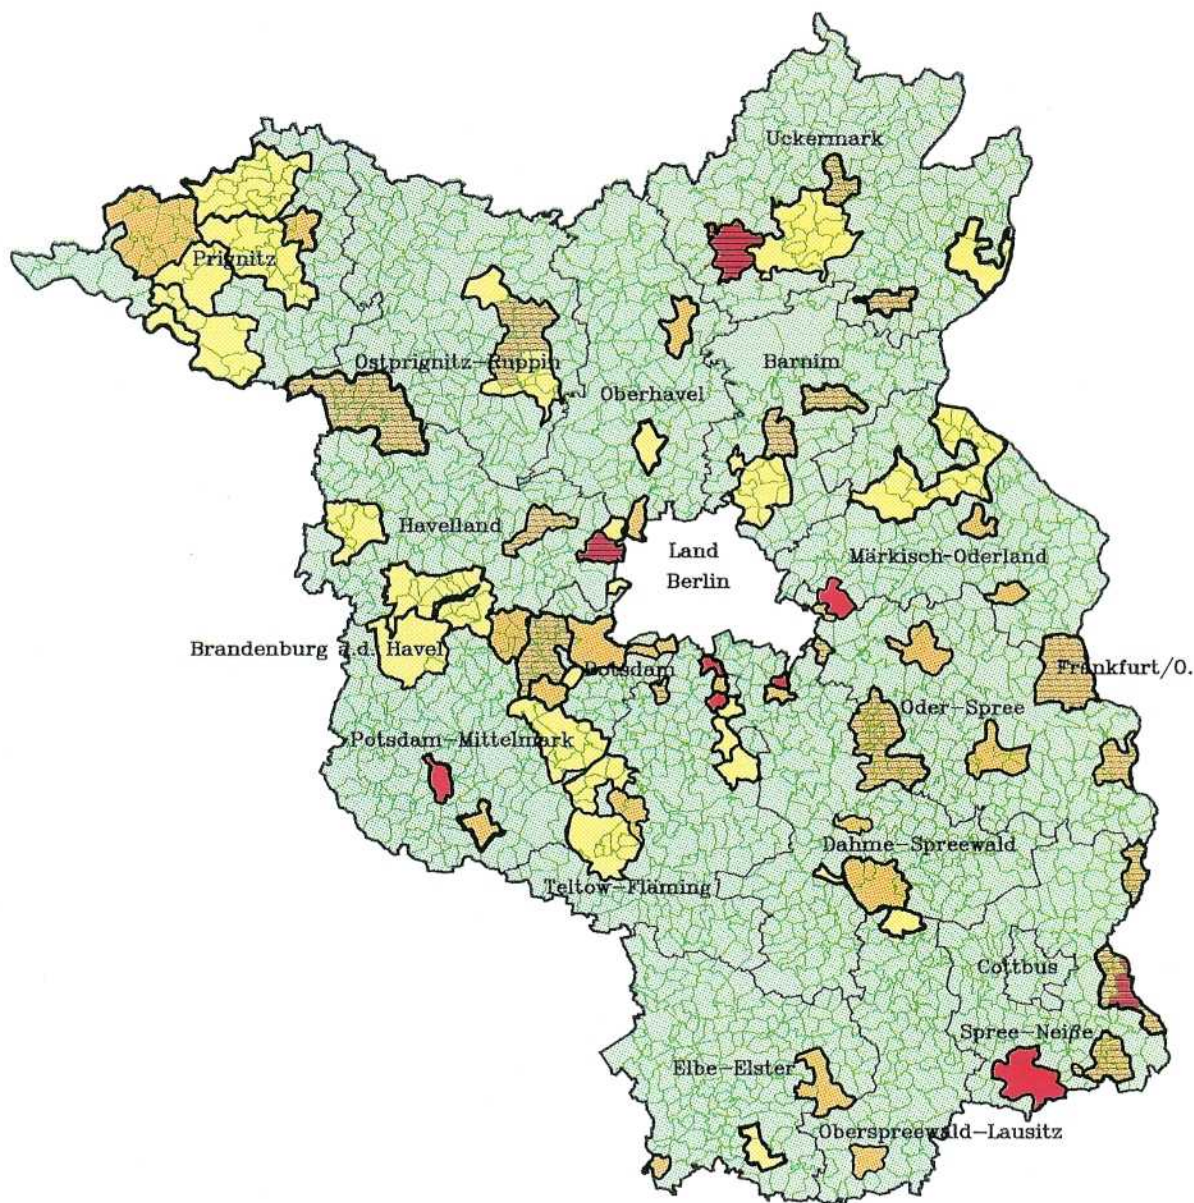 Uckermark
Prignitz
Ostprignitz-Ruppin
Barnim
Oberhavel
Havelland
Land
Berlin
Märkisch-Oderland
Brandenburg a.d. Havel
Potsdam
Frankfurt/O.
Oder-Spree
Potsdam-Mittelmark
Dahme-Spreewald
Teltow-Fläming
Cottbus
Spree-Neiße
Elbe-Elster
Oberspreewald-Lausitz